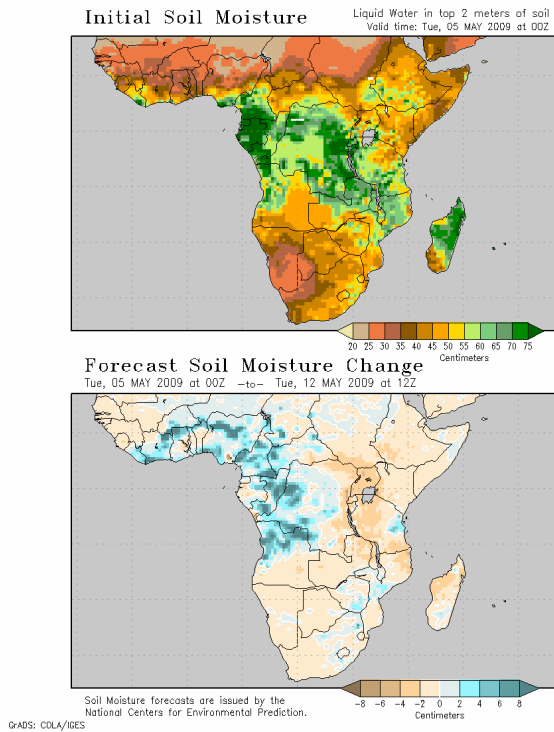 Initial Soil Moisture
Liquid Water in top 2 meters of soil
Valid time: Tue, 05 MAY 2009 at 00Z
20 25 30 35 40 45 50 55 60 65 70 75
Centimeters
Forecast Soil Moisture Change
Tue, 05 MAY 2009 at 00Z —to— Tue, 12 MAY 2009 at 12Z
-8 -6 -4 -2 0 2 4 6 8
Centimeters
Soil Moisture forecasts are issued by the
National Centers for Environmental Prediction.
GrADS: COLA/IGES